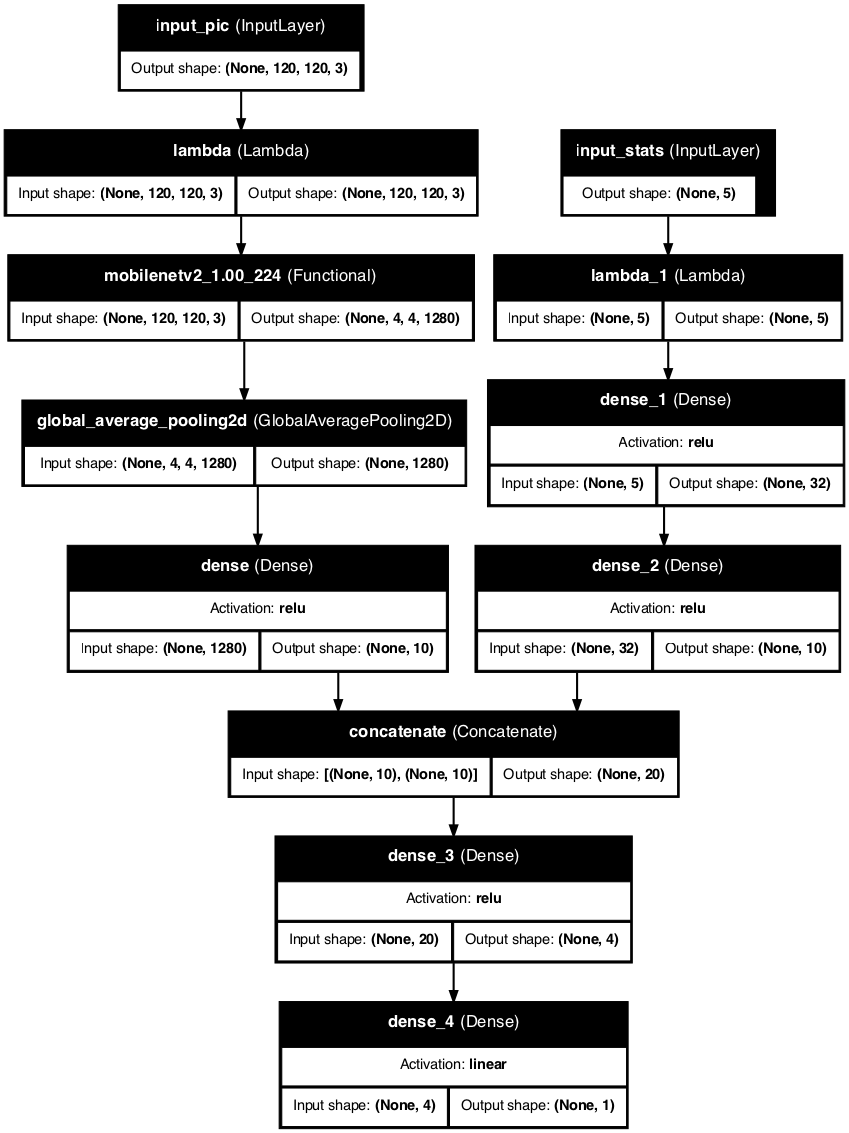 input_pic (InputLayer)
Output shape: (None, 120, 120, 3)
lambda (Lambda)
Input shape: (None, 120, 120, 3) Output shape: (None, 120, 120, 3)
input_stats (InputLayer)
Output shape: (None, 5)
mobilenetv2_1.00_224 (Functional)
Input shape: (None, 120, 120, 3) Output shape: (None, 4, 4, 1280)
lambda_1 (Lambda)
Input shape: (None, 5) Output shape: (None, 5)
global_average_pooling2d (GlobalAveragePooling2D)
Input shape: (None, 4, 4, 1280) Output shape: (None, 1280)
dense_1 (Dense)
Activation: relu
Input shape: (None, 5) Output shape: (None, 32)
dense (Dense)
Activation: relu
Input shape: (None, 1280) Output shape: (None, 10)
dense_2 (Dense)
Activation: relu
Input shape: (None, 32) Output shape: (None, 10)
concatenate (Concatenate)
Input shape: [(None, 10), (None, 10)] Output shape: (None, 20)
dense_3 (Dense)
Activation: relu
Input shape: (None, 20) Output shape: (None, 4)
dense_4 (Dense)
Activation: linear
Input shape: (None, 4) Output shape: (None, 1)